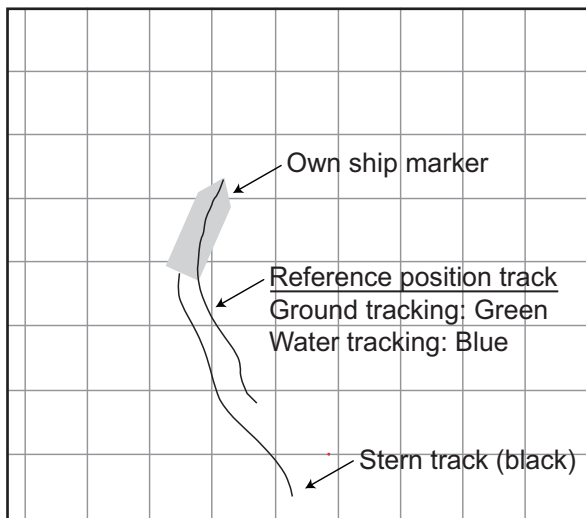 Own ship marker
Reference position track
Ground tracking: Green
Water tracking: Blue
Stern track (black)